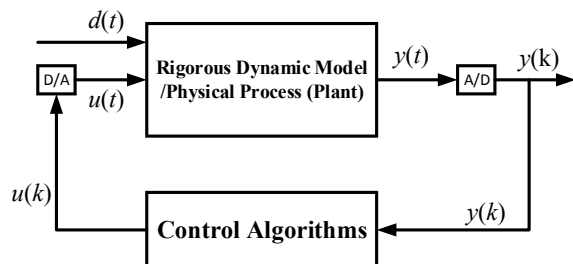 d(t)
D/A
u(t)
Rigorous Dynamic Model
/Physical Process (Plant)
y(t)
A/D
y(k)
u(k)
Control Algorithms
y(k)